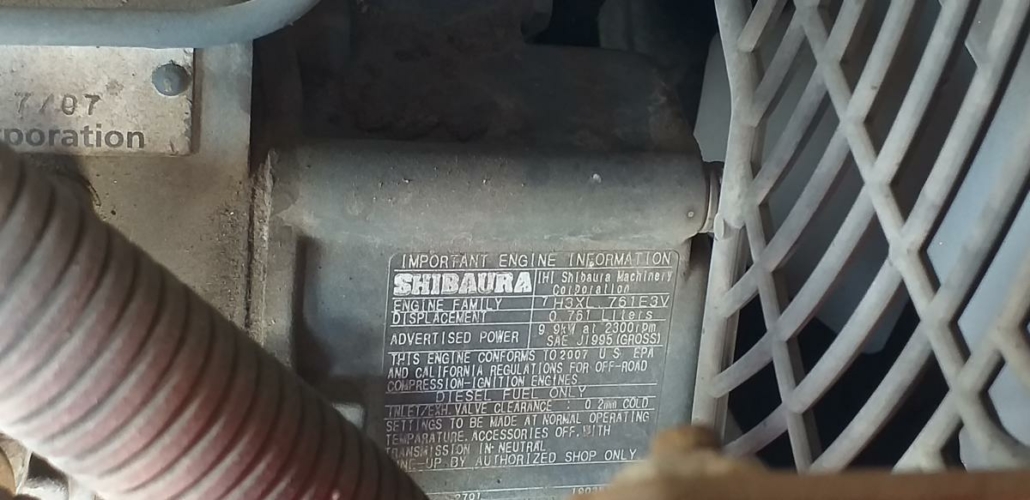 7/07
rporation
IMPORTANT ENGINE INFORMATION
SHIBAURA IHI Shibaura Machinery
Corporation
ENGINE FAMILY 7H3XL.761E3V
DISPLACEMENT 0.761 Liters
ADVERTISED POWER 9.9kW at 2300rpm
SAE J1995(GROSS)
THIS ENGINE CONFORMS TO 2007 U.S. EPA
AND CALIFORNIA REGULATIONS FOR OFF-ROAD
COMPRESSION-IGNITION ENGINES.
DIESEL FUEL ONLY
INLET/EXH.VALVE CLEARANCE : 0.2mm COLD
SETTINGS TO BE MADE AT NORMAL OPERATING
TEMPARATURE, ACCESSORIES OFF, WITH
TRANSMISSION IN NEUTRAL
NE-UP BY AUTHORIZED SHOP ONLY